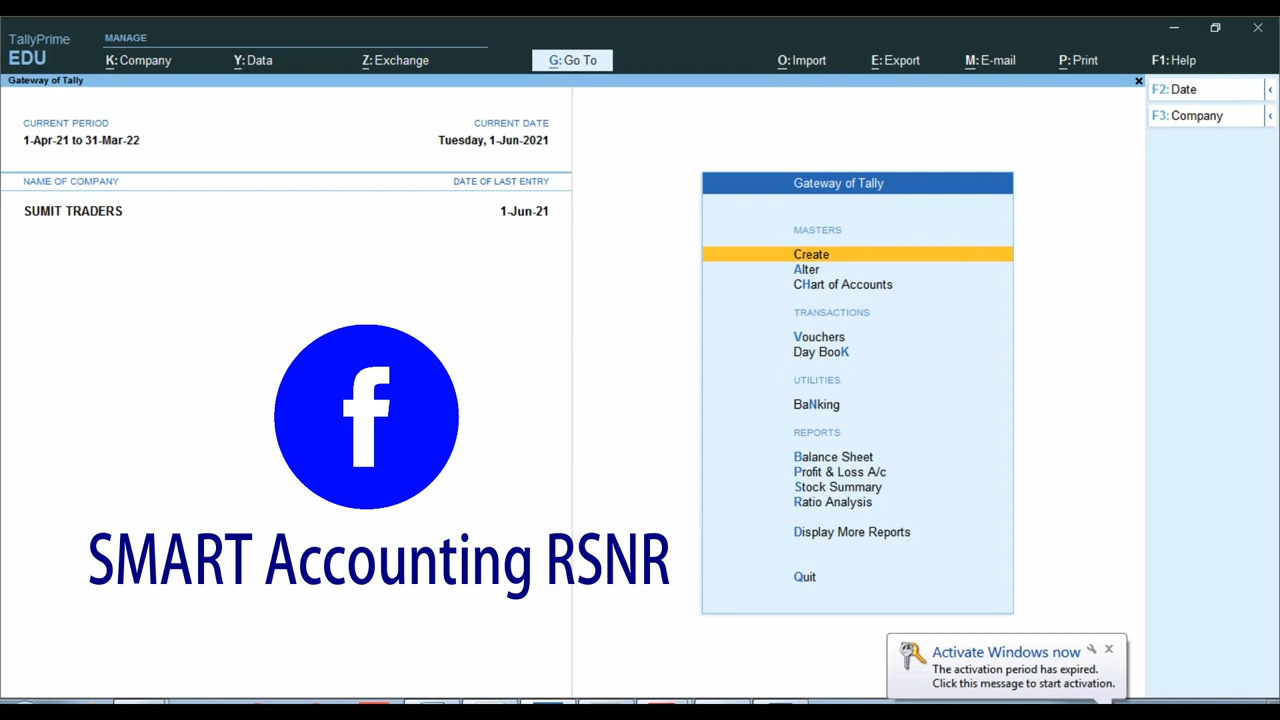 TallyPrime
EDU
MANAGE
K: Company
Y: Data
Z: Exchange
G: Go To
O: Import
E: Export
M: E-mail
P: Print
F1: Help
Gateway of Tally
F2: Date
F3: Company
CURRENT PERIOD
CURRENT DATE
1-Apr-21 to 31-Mar-22
Tuesday, 1-Jun-2021
NAME OF COMPANY
DATE OF LAST ENTRY
SUMIT TRADERS
1-Jun-21
Gateway of Tally
MASTERS
Create
Alter
CHart of Accounts
TRANSACTIONS
Vouchers
Day BooK
UTILITIES
BaNking
REPORTS
Balance Sheet
Profit & Loss A/c
Stock Summary
Ratio Analysis
Display More Reports
Quit
f
SMART Accounting RSNR
Activate Windows now
The activation period has expired.
Click this message to start activation.